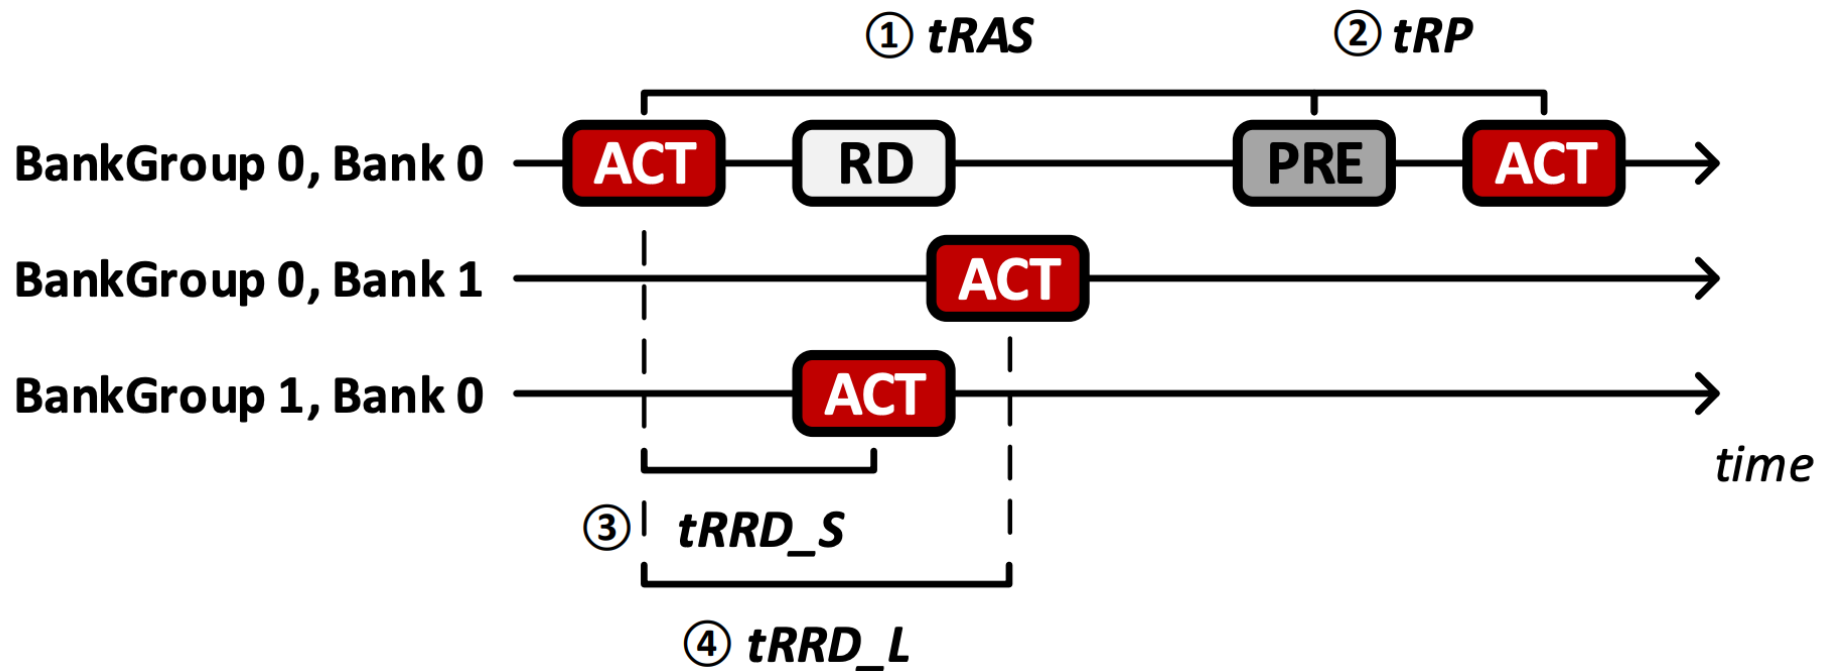 ① tRAS ② tRP
BankGroup 0, Bank 0 ACT RD PRE ACT
BankGroup 0, Bank 1 ACT
BankGroup 1, Bank 0 ACT
time
③ tRRD_S
④ tRRD_L